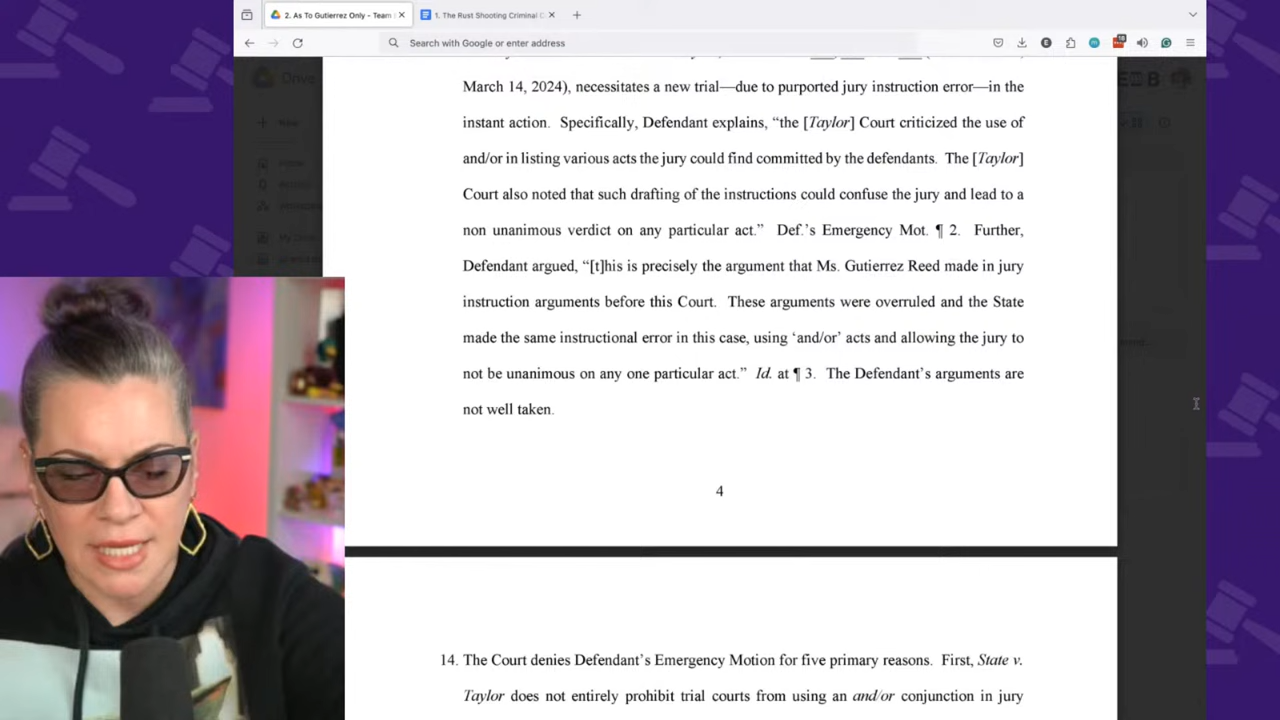 2. As To Gutierrez Only - Team
1. The Rust Shooting Criminal C
Search with Google or enter address
18
Drive
New
March 14, 2024), necessitates a new trial—due to purported jury instruction error—in the
instant action. Specifically, Defendant explains, “the [Taylor] Court criticized the use of
and/or in listing various acts the jury could find committed by the defendants. The [Taylor]
Court also noted that such drafting of the instructions could confuse the jury and lead to a
non unanimous verdict on any particular act.” Def.’s Emergency Mot. ¶ 2. Further,
Defendant argued, “[t]his is precisely the argument that Ms. Gutierrez Reed made in jury
instruction arguments before this Court. These arguments were overruled and the State
made the same instructional error in this case, using ‘and/or’ acts and allowing the jury to
not be unanimous on any one particular act.” Id. at ¶ 3. The Defendant’s arguments are
not well taken.
4
14. The Court denies Defendant’s Emergency Motion for five primary reasons. First, State v.
Taylor does not entirely prohibit trial courts from using an and/or conjunction in jury